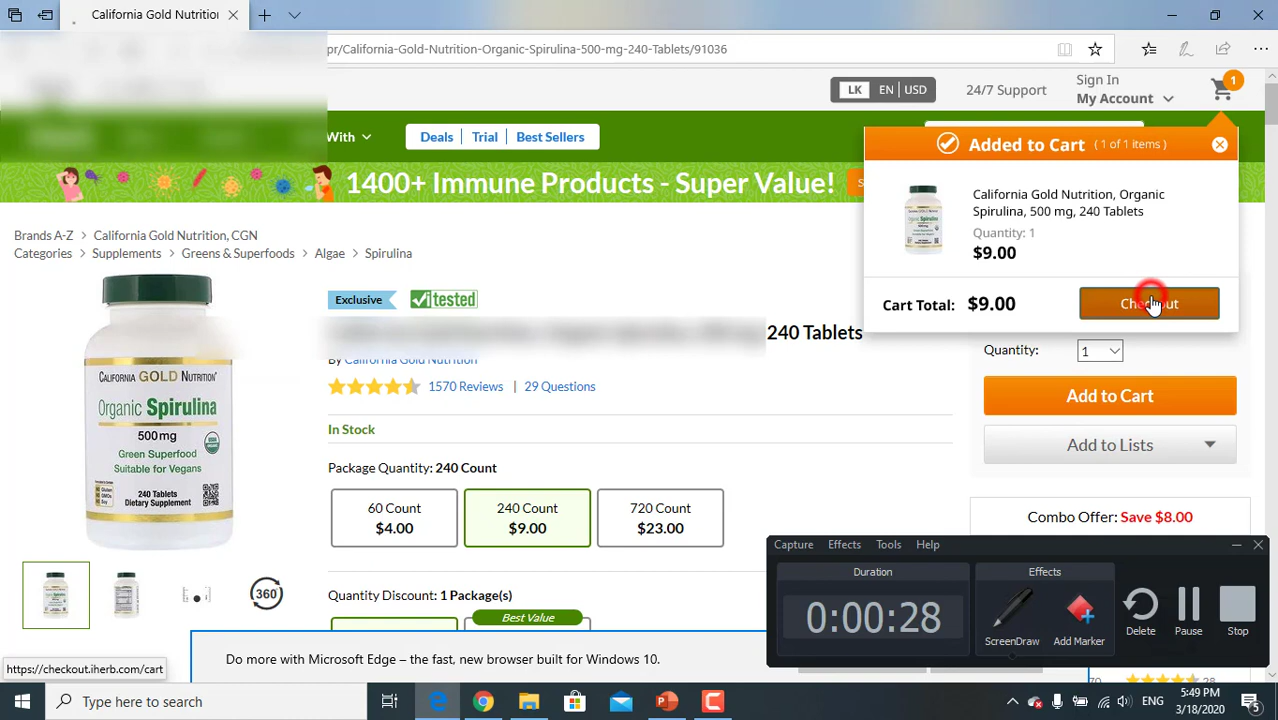 California Gold Nutrition
pr/California-Gold-Nutrition-Organic-Spirulina-500-mg-240-Tablets/91036
LK EN | USD
24/7 Support
Sign In
My Account
1
With
Deals | Trial | Best Sellers
Added to Cart ( 1 of 1 items )
1400+ Immune Products - Super Value!
California Gold Nutrition, Organic
Spirulina, 500 mg, 240 Tablets
Quantity: 1
$9.00
Cart Total: $9.00
Checkout
Brands A-Z > California Gold Nutrition, CGN
Categories > Supplements > Greens & Superfoods > Algae > Spirulina
CALIFORNIA GOLD NUTRITION
Organic Spirulina
500 mg
Green Superfood
Suitable for Vegans
240 Tablets
Dietary Supplement
Exclusive
tested
240 Tablets
By California Gold Nutrition
1570 Reviews | 29 Questions
In Stock
Package Quantity: 240 Count
60 Count
$4.00
240 Count
$9.00
720 Count
$23.00
Quantity Discount: 1 Package(s)
Best Value
360
Quantity: 1
Add to Cart
Add to Lists
Combo Offer: Save $8.00
Capture Effects Tools Help
Duration
0:00:28
Effects
ScreenDraw
Add Marker
Delete
Pause
Stop
Do more with Microsoft Edge – the fast, new browser built for Windows 10.
https://checkout.iherb.com/cart
Type here to search
ENG
5:49 PM
3/18/2020
5